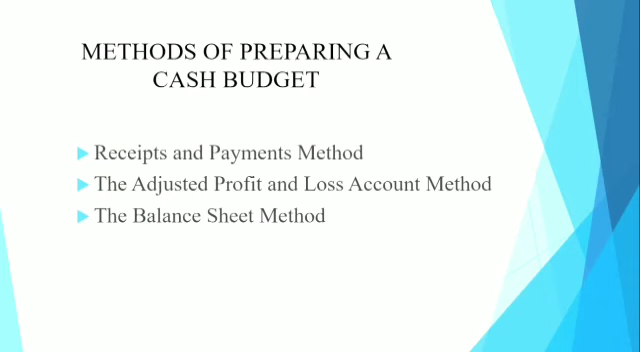 METHODS OF PREPARING A
CASH BUDGET
Receipts and Payments Method
The Adjusted Profit and Loss Account Method
The Balance Sheet Method